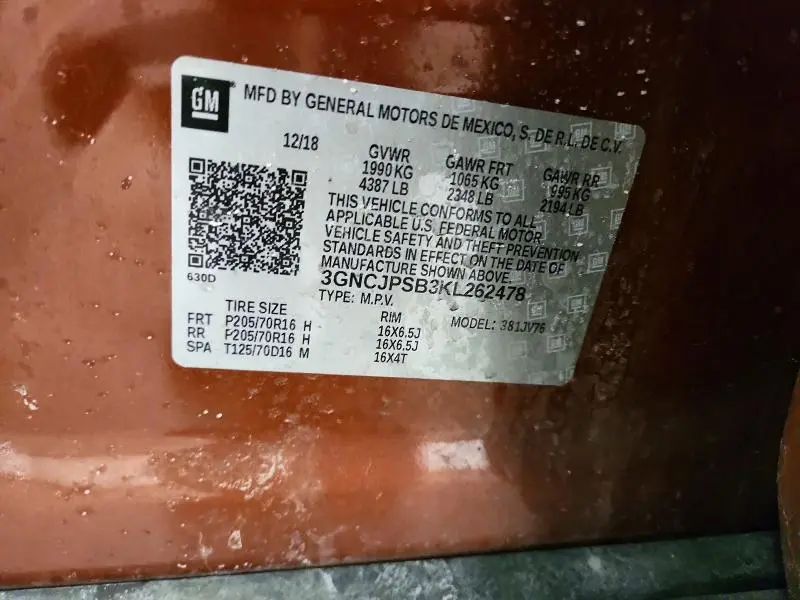 GM
MFD BY GENERAL MOTORS DE MEXICO, S. DE R.L. DE C.V.
12/18
GVWR GAWR FRT GAWR RR
1990 KG 1065 KG 995 KG
4387 LB 2348 LB 2194 LB
THIS VEHICLE CONFORMS TO ALL
APPLICABLE U.S. FEDERAL MOTOR
VEHICLE SAFETY AND THEFT PREVENTION
STANDARDS IN EFFECT ON THE DATE OF
MANUFACTURE SHOWN ABOVE.
630D
3GNCJPSB3KL262478
TYPE: M.P.V. MODEL: 381JV76
TIRE SIZE RIM
FRT P205/70R16 H 16X6.5J
RR P205/70R16 H 16X6.5J
SPA T125/70D16 M 16X4T